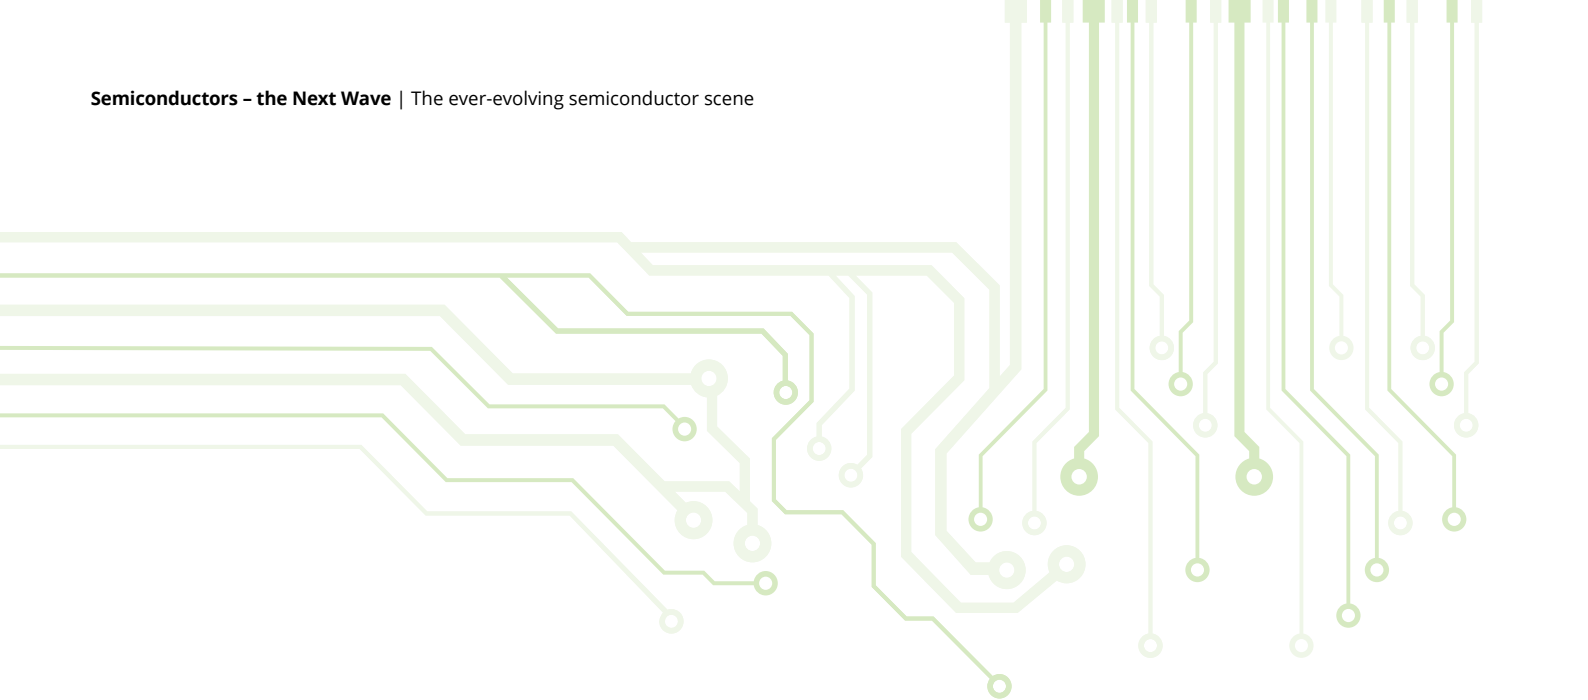 Semiconductors – the Next Wave | The ever-evolving semiconductor scene